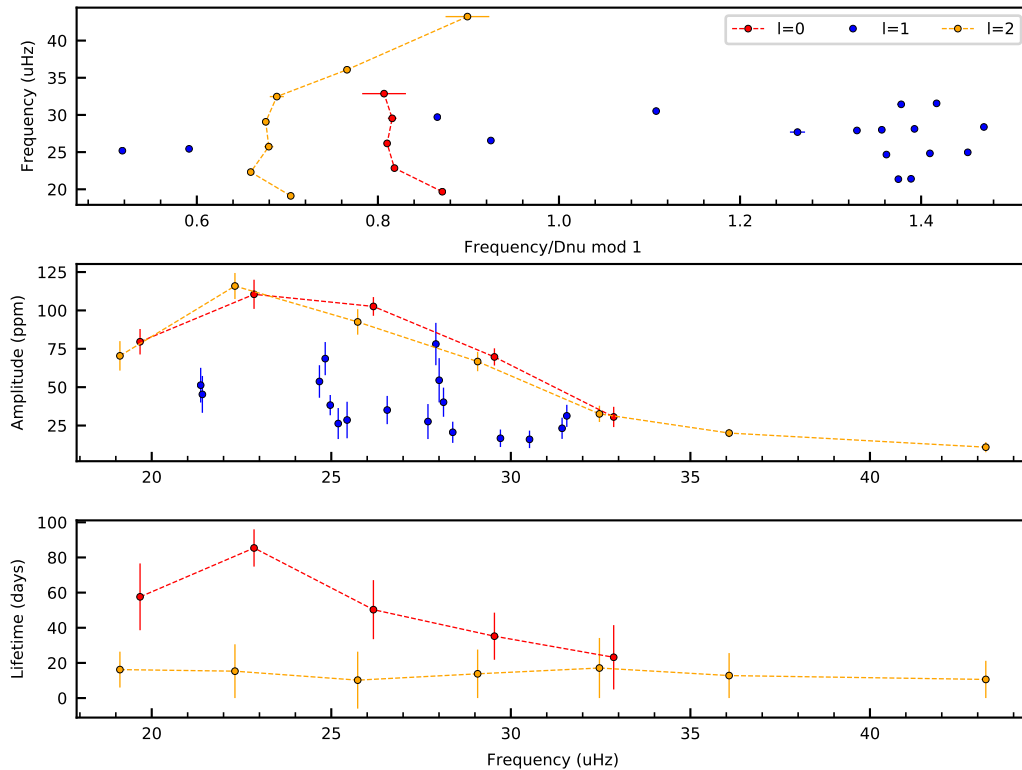 l=0 l=1 l=2
Frequency (uHz)
40
35
30
25
20
0.6 0.8 1.0 1.2 1.4
Frequency/Dnu mod 1
Amplitude (ppm)
125
100
75
50
25
20 25 30 35 40
Lifetime (days)
100
80
60
40
20
0
20 25 30 35 40
Frequency (uHz)